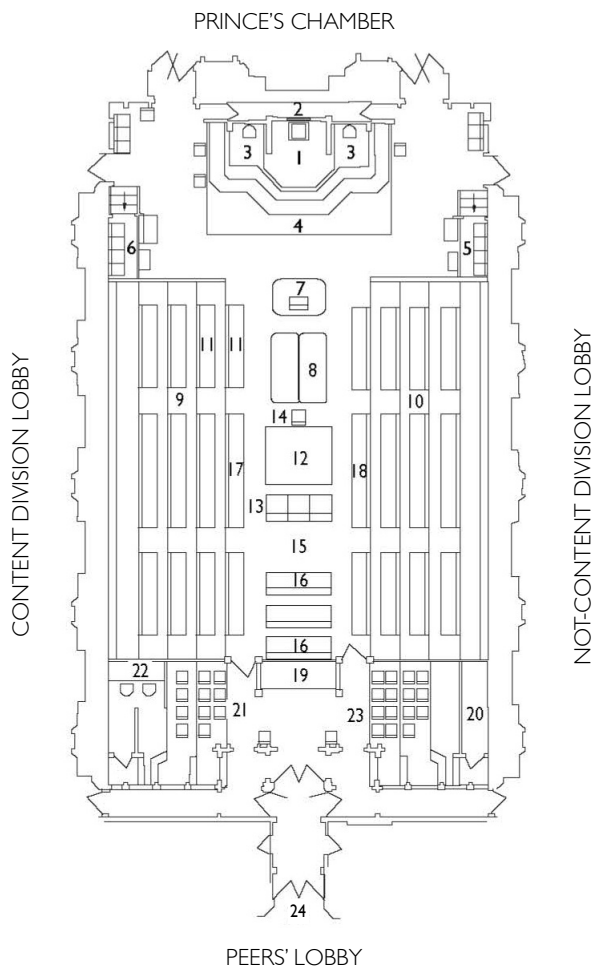 PRINCE'S CHAMBER
2
3 1 3
4
6 5
7
11 11
8
9 10
14
12
17 18
13
15
16
16
22 19
21 23 20
24
CONTENT DIVISION LOBBY
NOT-CONTENT DIVISION LOBBY
PEERS' LOBBY